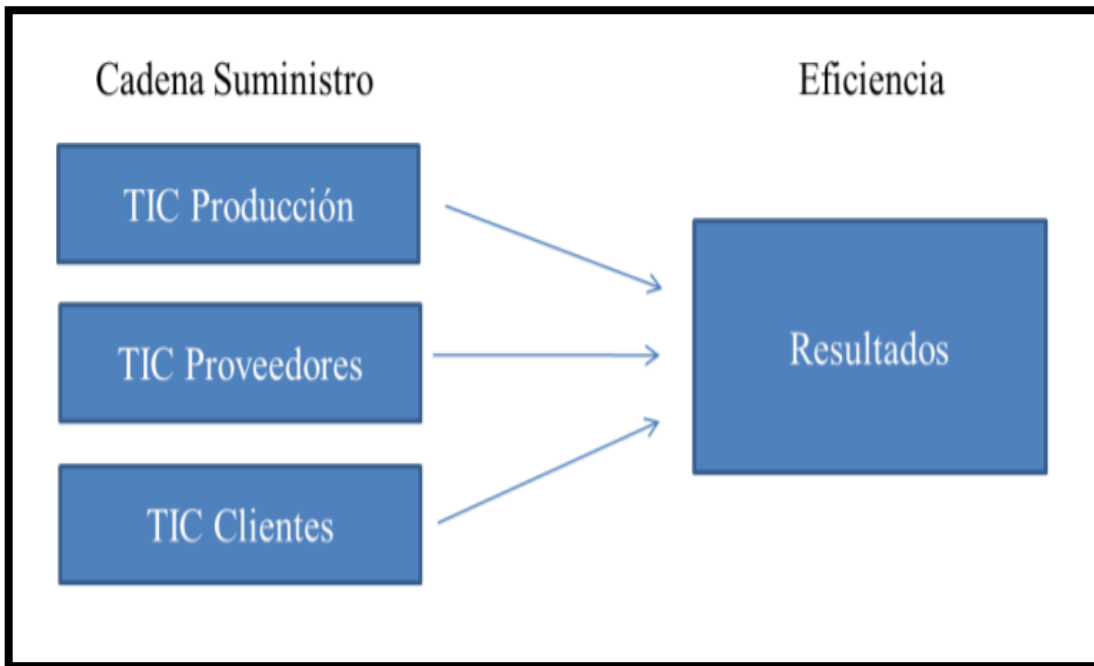 Cadena Suministro
Eficiencia
TIC Producción
TIC Proveedores
TIC Clientes
Resultados